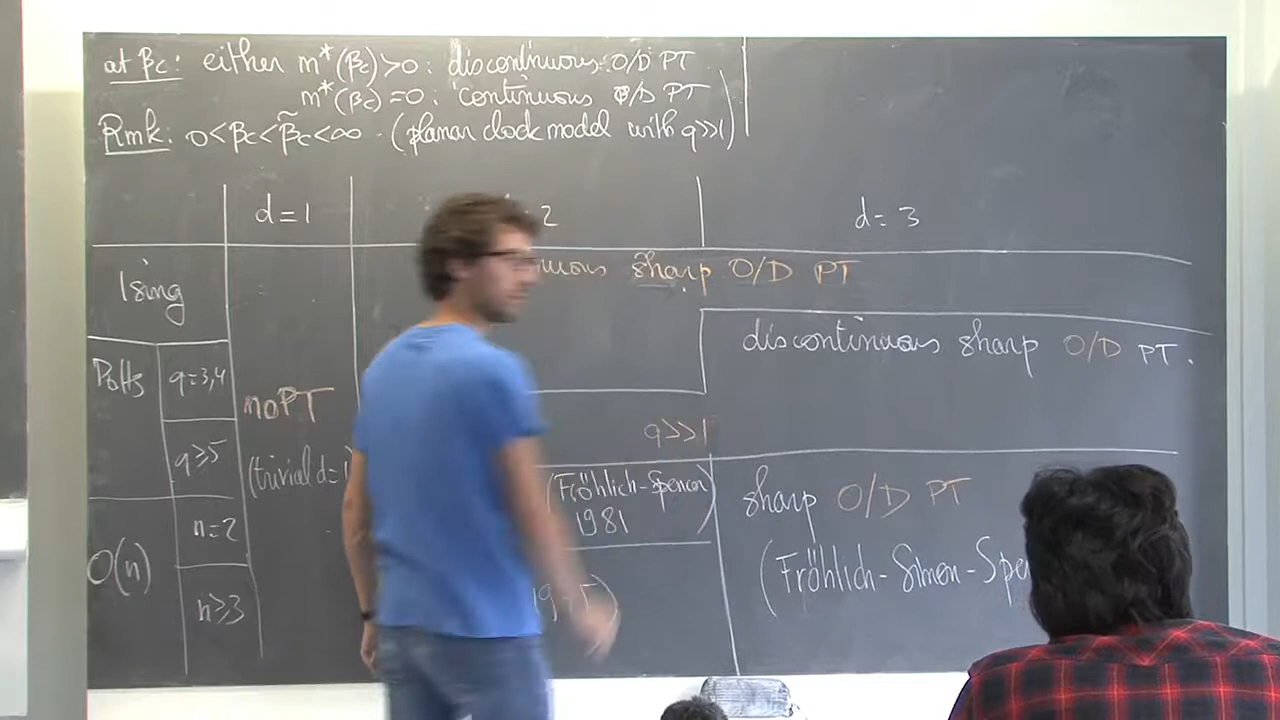 at βc: either m*(βc)>0: discontinuous O/D PT
m*(βc)=0: continuous O/D PT
Rmk: 0<βc<β̃c<∞ . (planar clock model with q>>1)
d=1
2
d=3
Ising
sharp O/D PT
Potts
q=3,4
discontinuous sharp O/D PT.
noPT
q>>1
q≥5
(trivial d=1
(Fröhlich-Spencer
1981)
sharp O/D PT
O(n)
n=2
(Fröhlich-Simon-Spe
n≥3